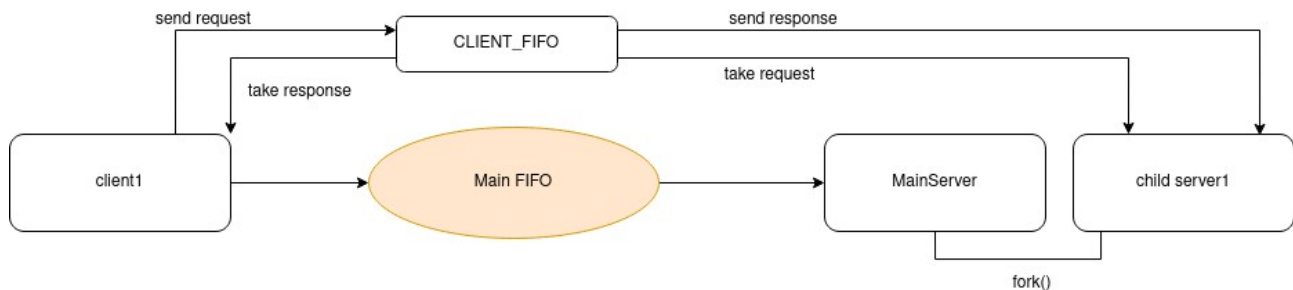 send request
send response
CLIENT_FIFO
take request
take response
client1
Main FIFO
MainServer
child server1
fork()